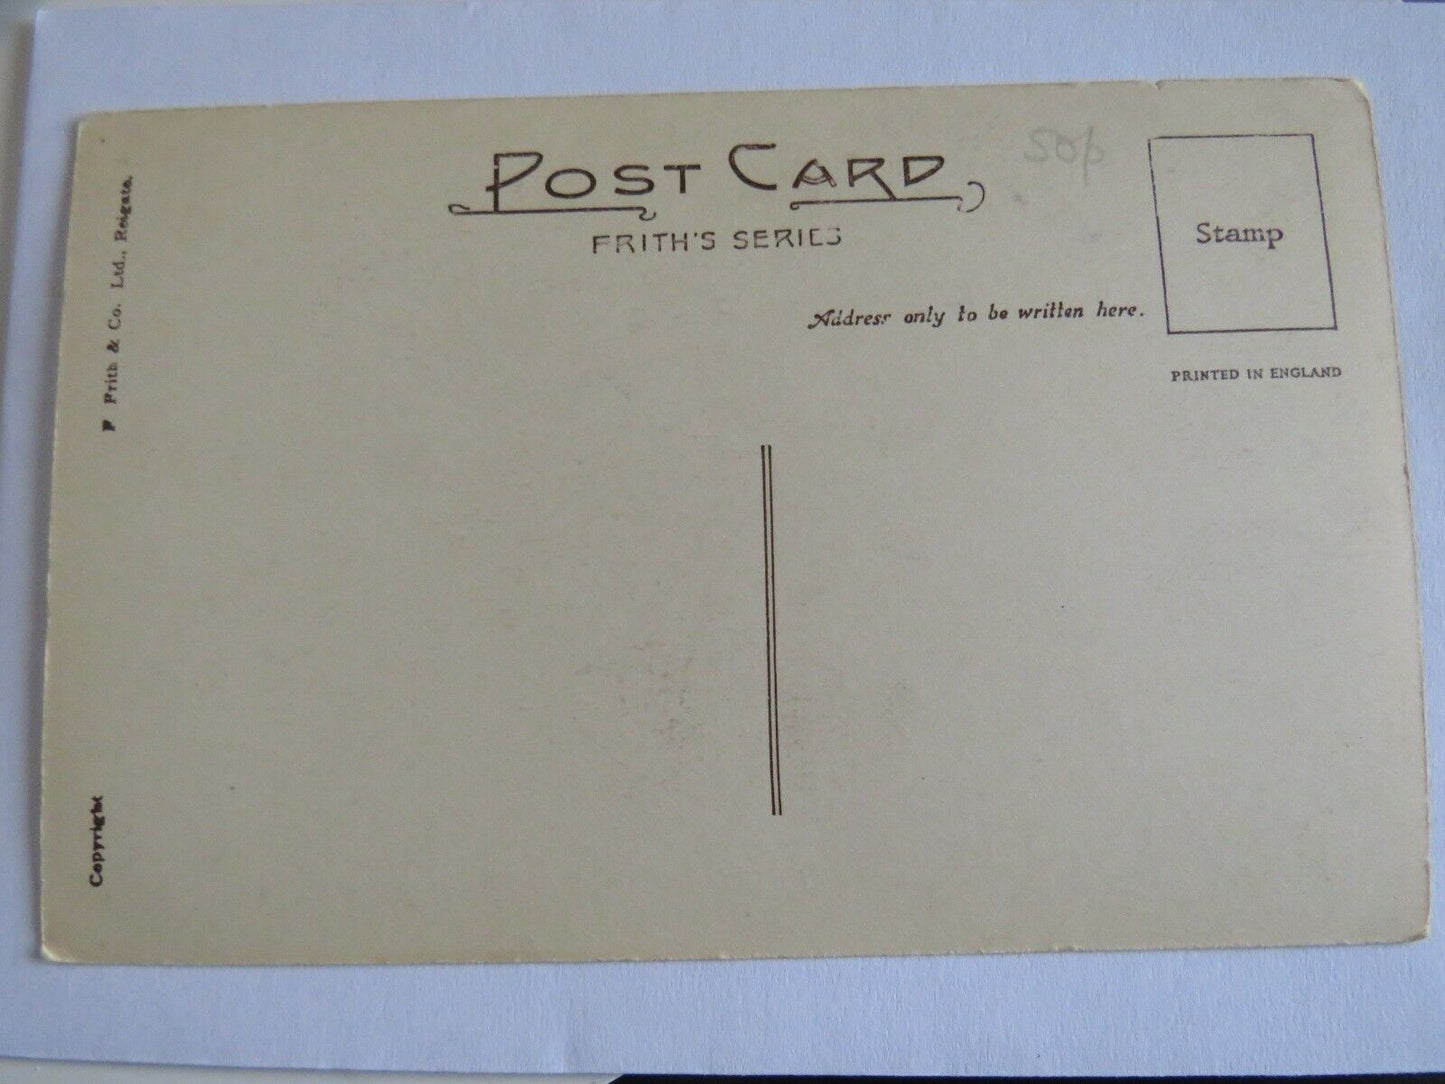 POST CARD
FRITH'S SERIES
50p
Stamp
Address only to be written here.
PRINTED IN ENGLAND
F Frith & Co. Ltd., Reigate.
Copyright